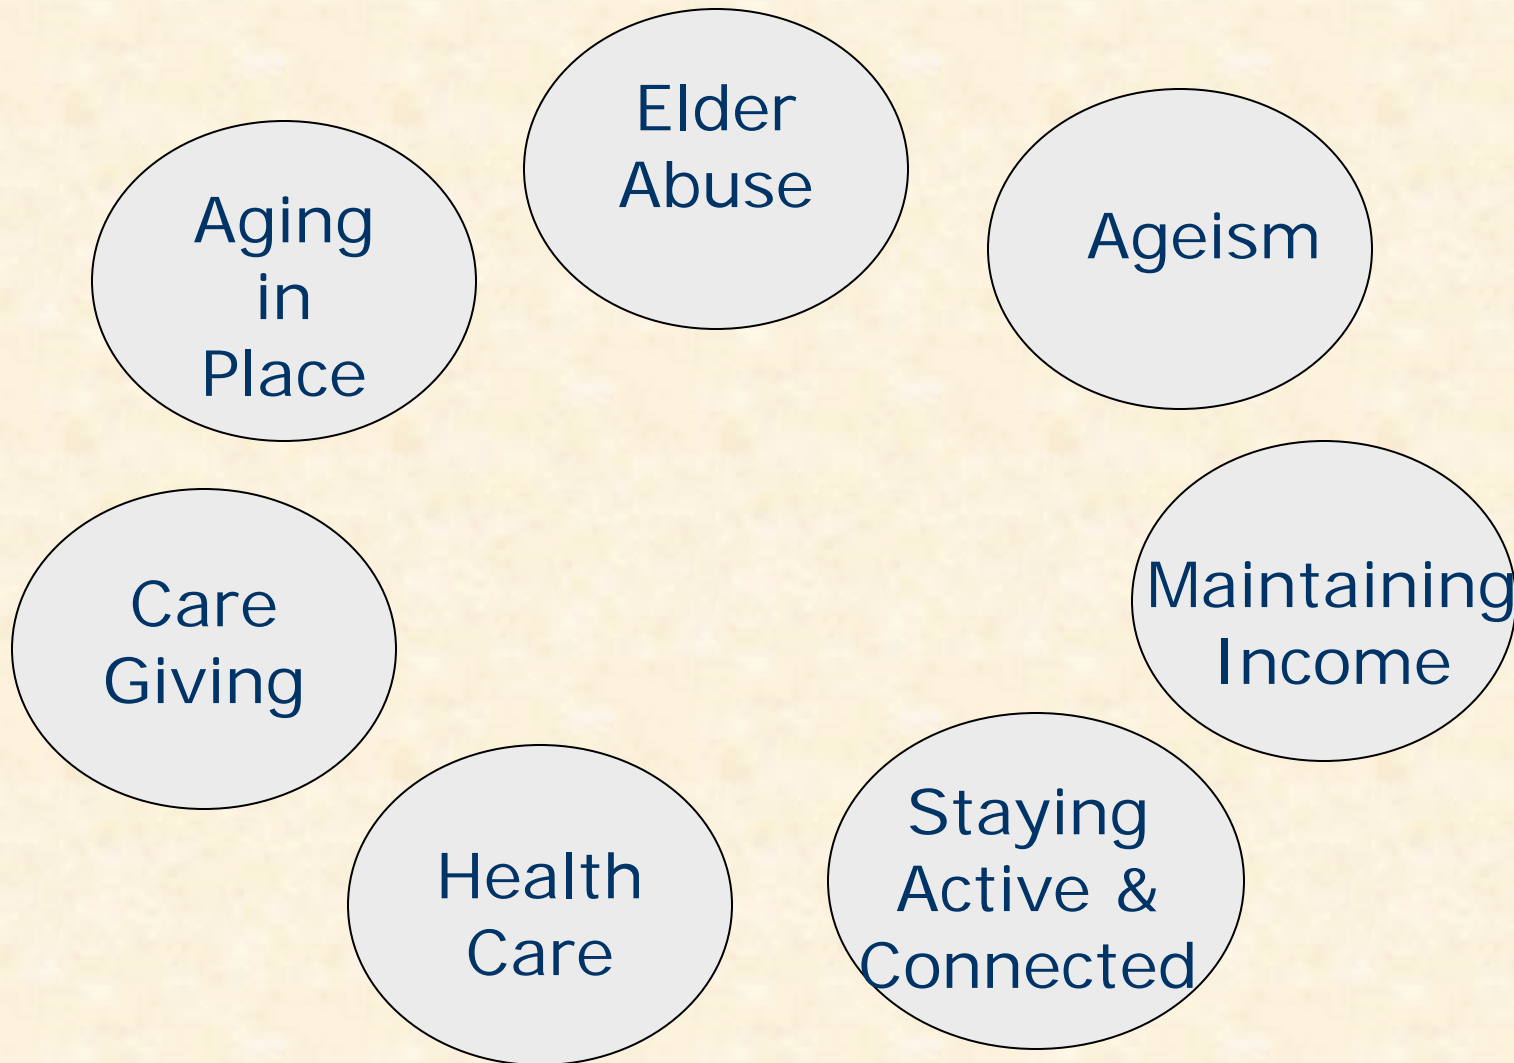 Elder
Abuse
Ageism
Aging
in
Place
Maintaining
Income
Care
Giving
Staying
Active &
Connected
Health
Care